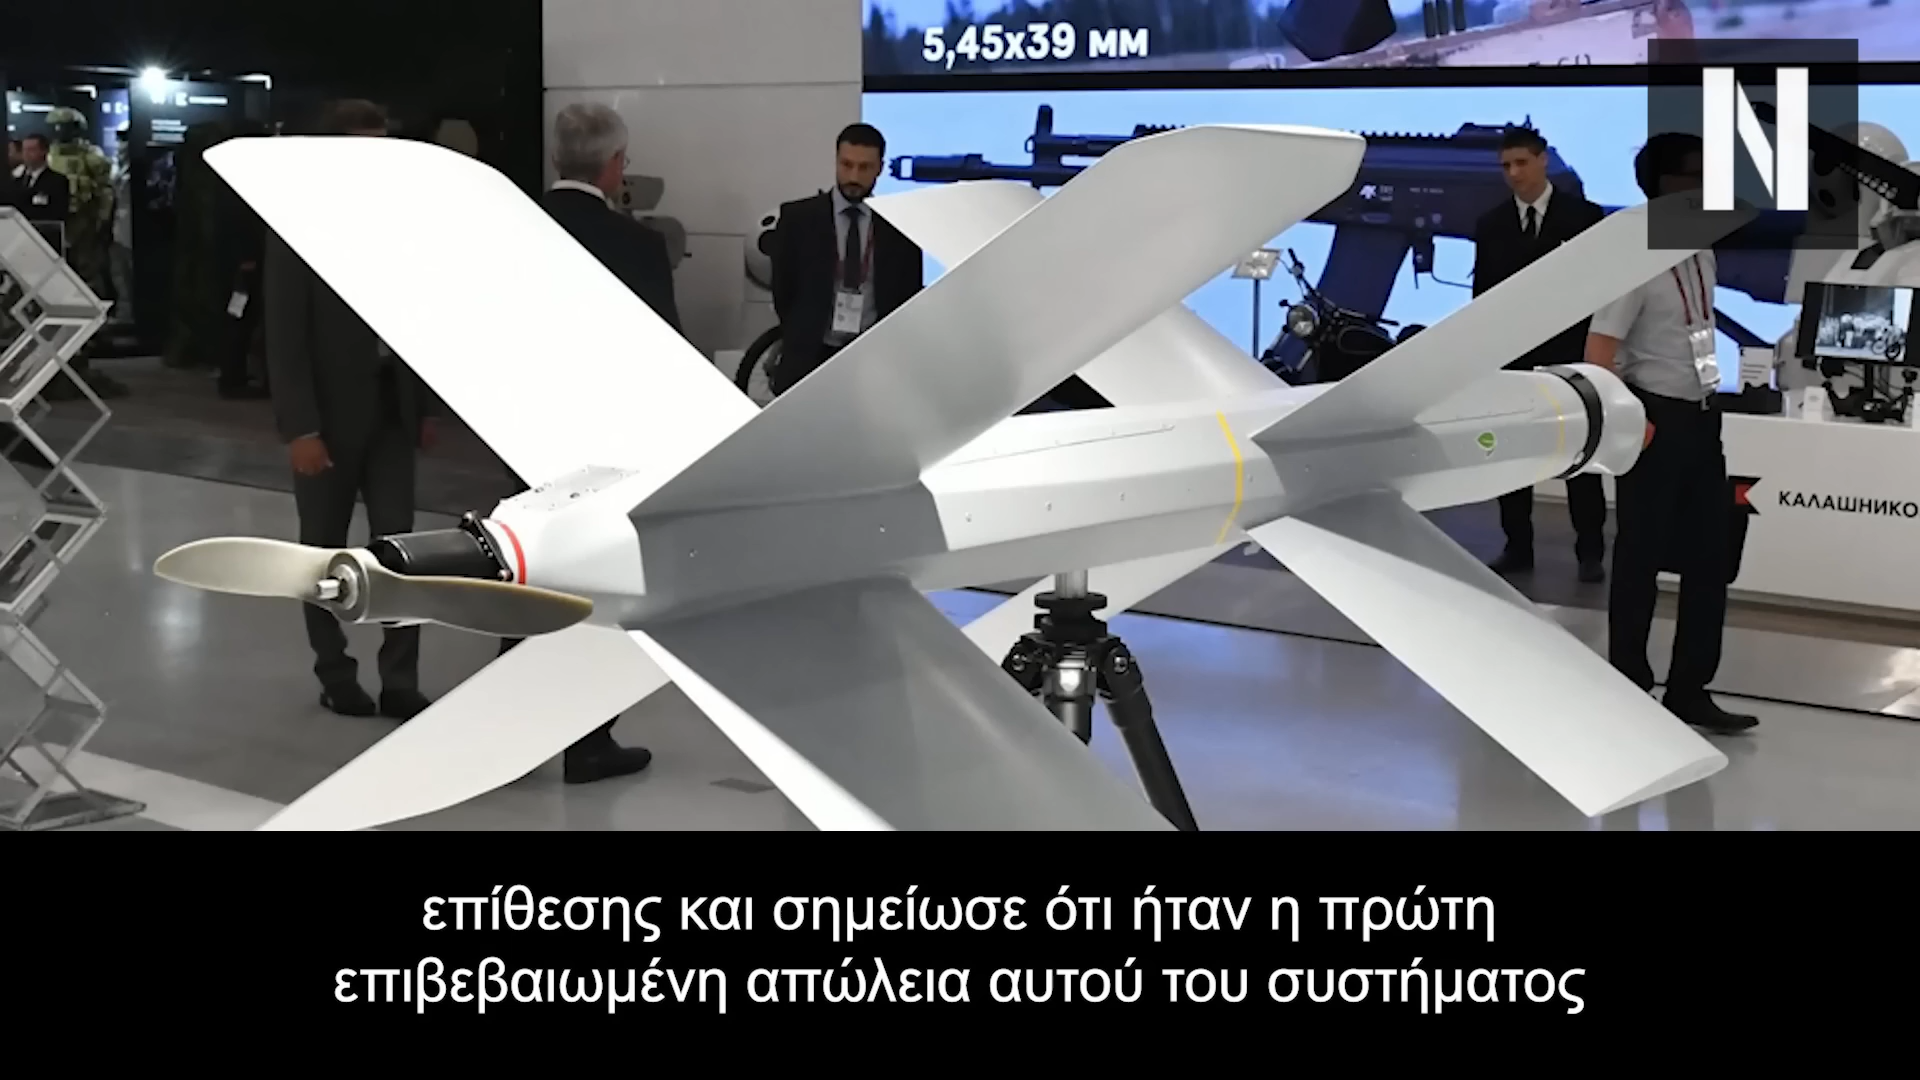 5,45x39 мм
N
КАЛАШНИКО
επίθεσης και σημείωσε ότι ήταν η πρώτη
επιβεβαιωμένη απώλεια αυτού του συστήματος